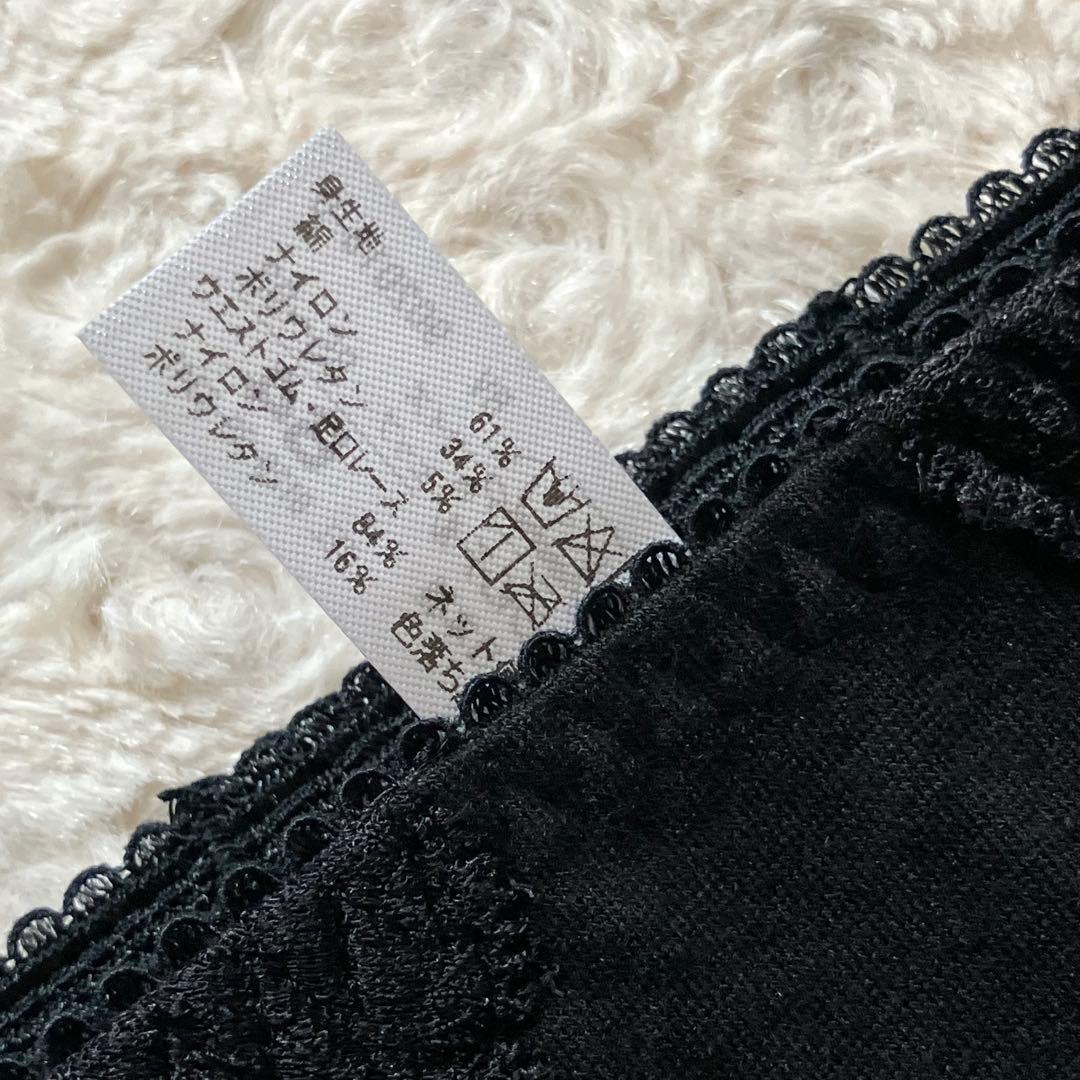 身生地
綿 61%
ナイロン 34%
ポリウレタン 5%
ウエストゴム・足口レース
ナイロン 84%
ポリウレタン 16%
ネット
色落ち